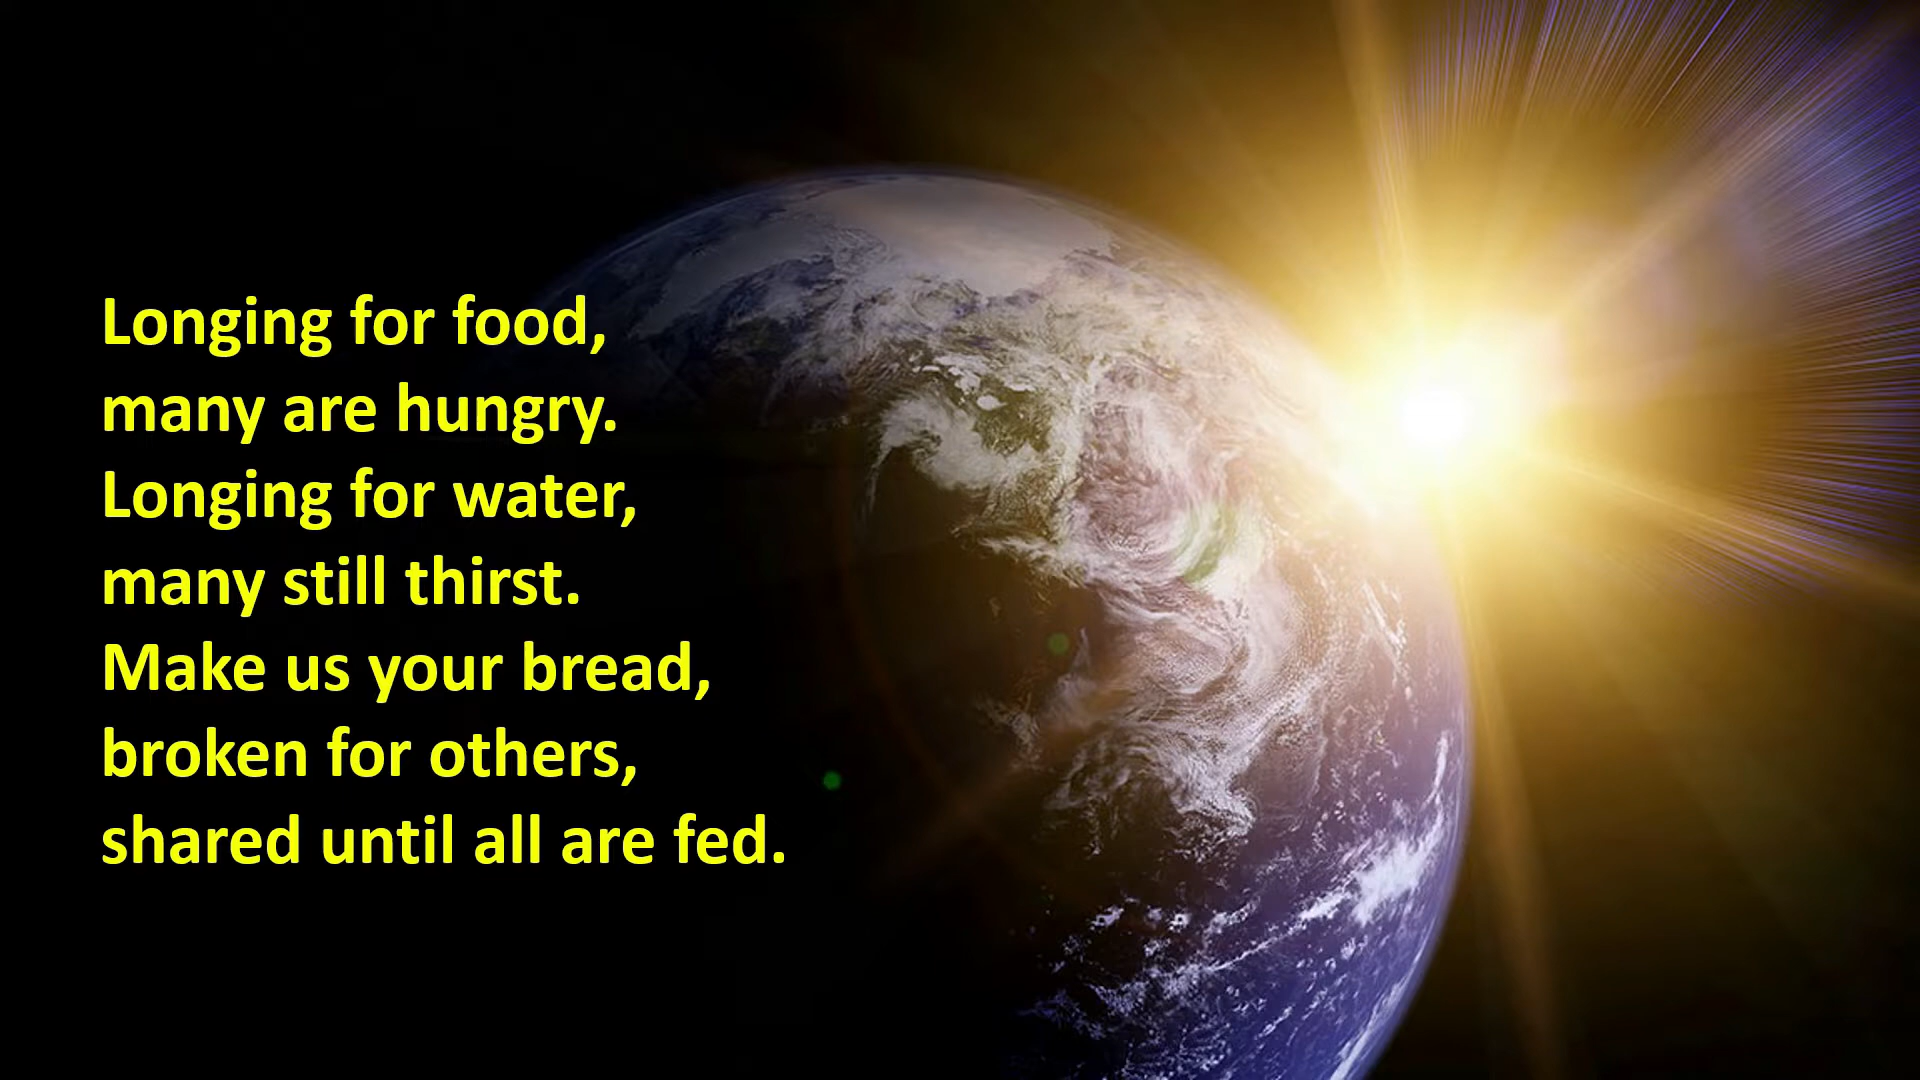 Longing for food,
many are hungry.
Longing for water,
many still thirst.
Make us your bread,
broken for others,
shared until all are fed.